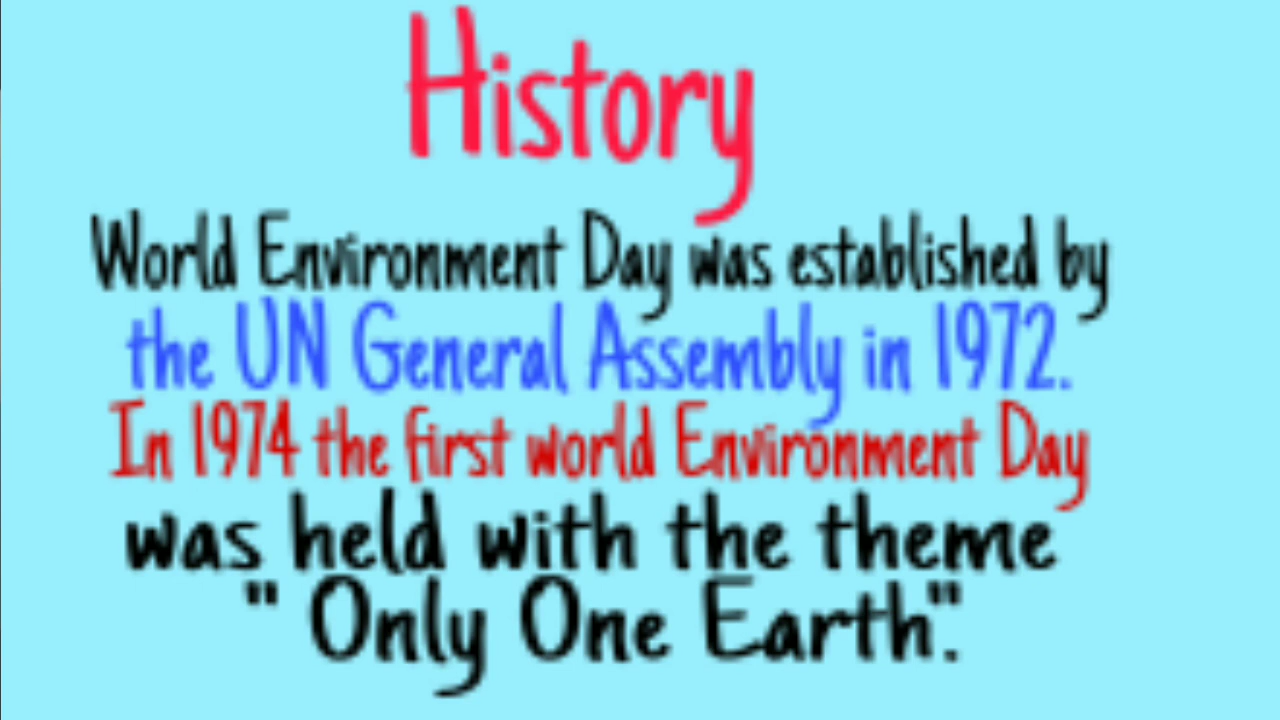 History
World Environment Day was established by
the UN General Assembly in 1972.
In 1974 the first world Environment Day
was held with the theme
" Only One Earth".